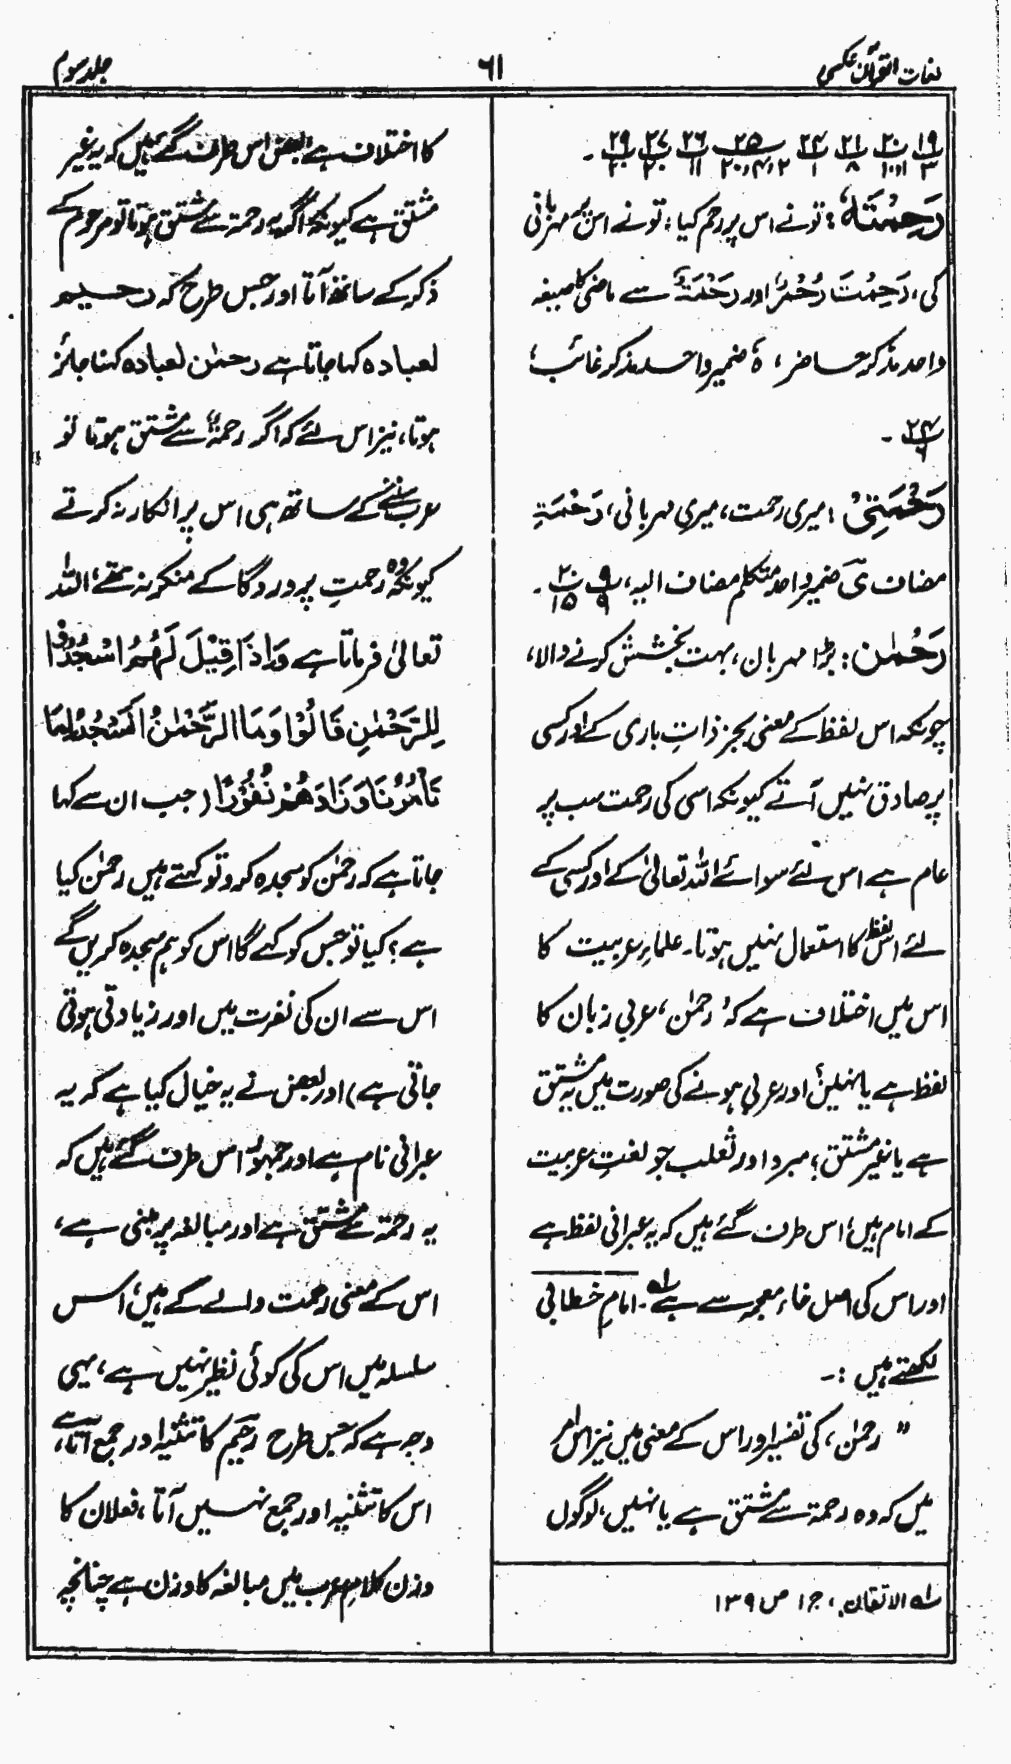 لغات القرآن عکسی
۶۱
جلد سوم
۱۹/۳ ۲۰/۱۰،۱ ۲۱/۸ ۲۴/۱ ۲۵/۲،۴،۲۰ ۲۶/۱۱ ۲۷/۲۰ ۲۹/۲۰ ۔
رَحِمْتَهٗ : تو نے اس پر رحم کیا، تو نے اس پر مہربانی
کی، رَحِمْتَ رُحْمٌ اور رَحْمَةٌ سے ماضی کا صیغہ
واحد مذکر حاضر، ہٗ ضمیر واحد مذکر غائب،
۲۴/۶ ۔
رَحْمَتِیْ : میری رحمت، میری مہربانی، رَحْمَةِ
مضاف یَ ضمیر واحد متکلم مضاف الیہ، ۹/۹ ۲۰/۱۵ ۔
رَحْمٰن : بڑا مہربان، بہت بخشش کرنے والا،
چونکہ اس لفظ کے معنی بجز ذاتِ باری کے اور کسی
پر صادق نہیں آتے کیونکہ اسی کی رحمت سب پر
عام ہے اس لئے سوائے اللہ تعالیٰ کے اور کسی کے
لئے اس لفظ کا استعمال نہیں ہوتا۔ علماءِ عربیت کا
اس میں اختلاف ہے کہ رحمٰن، عربی زبان کا
لفظ ہے یا نہیں، اور عربی ہونے کی صورت میں یہ مشتق
ہے یا غیر مشتق؛ مبرد اور ثعلب جو لغتِ عربیت
کے امام ہیں، اس طرف گئے ہیں کہ یہ عبرانی لفظ ہے
اور اس کی اصل خاء معجمہ سے ہے لہ۔ امام خطابی
لکھتے ہیں :۔
" رحمٰن، کی تفسیر اور اس کے معنی میں نیز اس امر
میں کہ وہ رحمۃ سے مشتق ہے یا نہیں، لوگوں
لہ الاتقان، ج ۱ ص ۱۳۹
کا اختلاف ہے بعض اس طرف گئے ہیں کہ یہ غیر
مشتق ہے کیونکہ اگر یہ رحمۃ سے مشتق ہوتا تو مرحوم کے
ذکر کے ساتھ آتا اور جس طرح کہ رحیم
لعبادہ کہا جاتا ہے رحمٰن لعبادہ کہنا جائز
ہوتا، نیز اس لئے کہ اگر رحمۃ سے مشتق ہوتا تو
عرب سننے کے ساتھ ہی اس پر انکار نہ کرتے
کیونکہ وہ رحمتِ پروردگا کے منکر نہ تھے، اللہ
تعالیٰ فرماتا ہے وَاِذَا قِیْلَ لَهُمُ اسْجُدُوْا
لِلرَّحْمٰنِ قَالُوْا وَمَا الرَّحْمٰنُ اَنَسْجُدُ لِمَا
تَأْمُرُنَا وَزَادَهُمْ نُفُوْرًا (جب ان سے کہا
جاتا ہے کہ رحمٰن کو سجدہ کرو تو کہتے ہیں رحمٰن کیا
ہے؟ کیا تو جس کو کہے گا اس کو ہم سجدہ کریں گے
اس سے ان کی نفرت میں اور زیادتی ہوتی
جاتی ہے) اور بعض نے یہ خیال کیا ہے کہ یہ
عبرانی نام ہے اور جمہور اس طرف گئے ہیں کہ
یہ رحمۃ سے مشتق ہے اور مبالغہ پر مبنی ہے،
اس کے معنی رحمت والے کے ہیں، اس
سلسلہ میں اس کی کوئی نظیر نہیں ہے، یہی
وجہ ہے کہ جس طرح رحیم کا تثنیہ اور جمع آتا ہے،
اس کا تثنیہ اور جمع نہیں آتا، فعلان کا
وزن کلامِ عرب میں مبالغہ کا وزن ہے چنانچہ